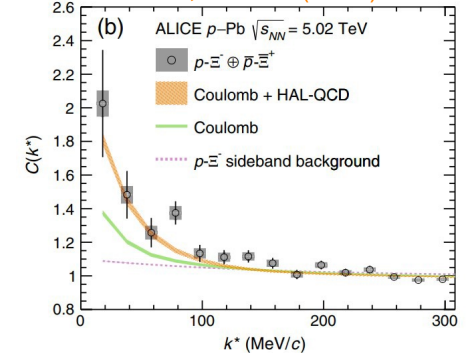 2.6
(b) ALICE p–Pb √sNN = 5.02 TeV
2.4
p-Ξ⁻ ⊕ p̄-Ξ̄⁺
2.2
Coulomb + HAL-QCD
2
Coulomb
1.8
p-Ξ⁻ sideband background
C(k*)
1.6
1.4
1.2
1
0.8
0 100 200 300
k* (MeV/c)